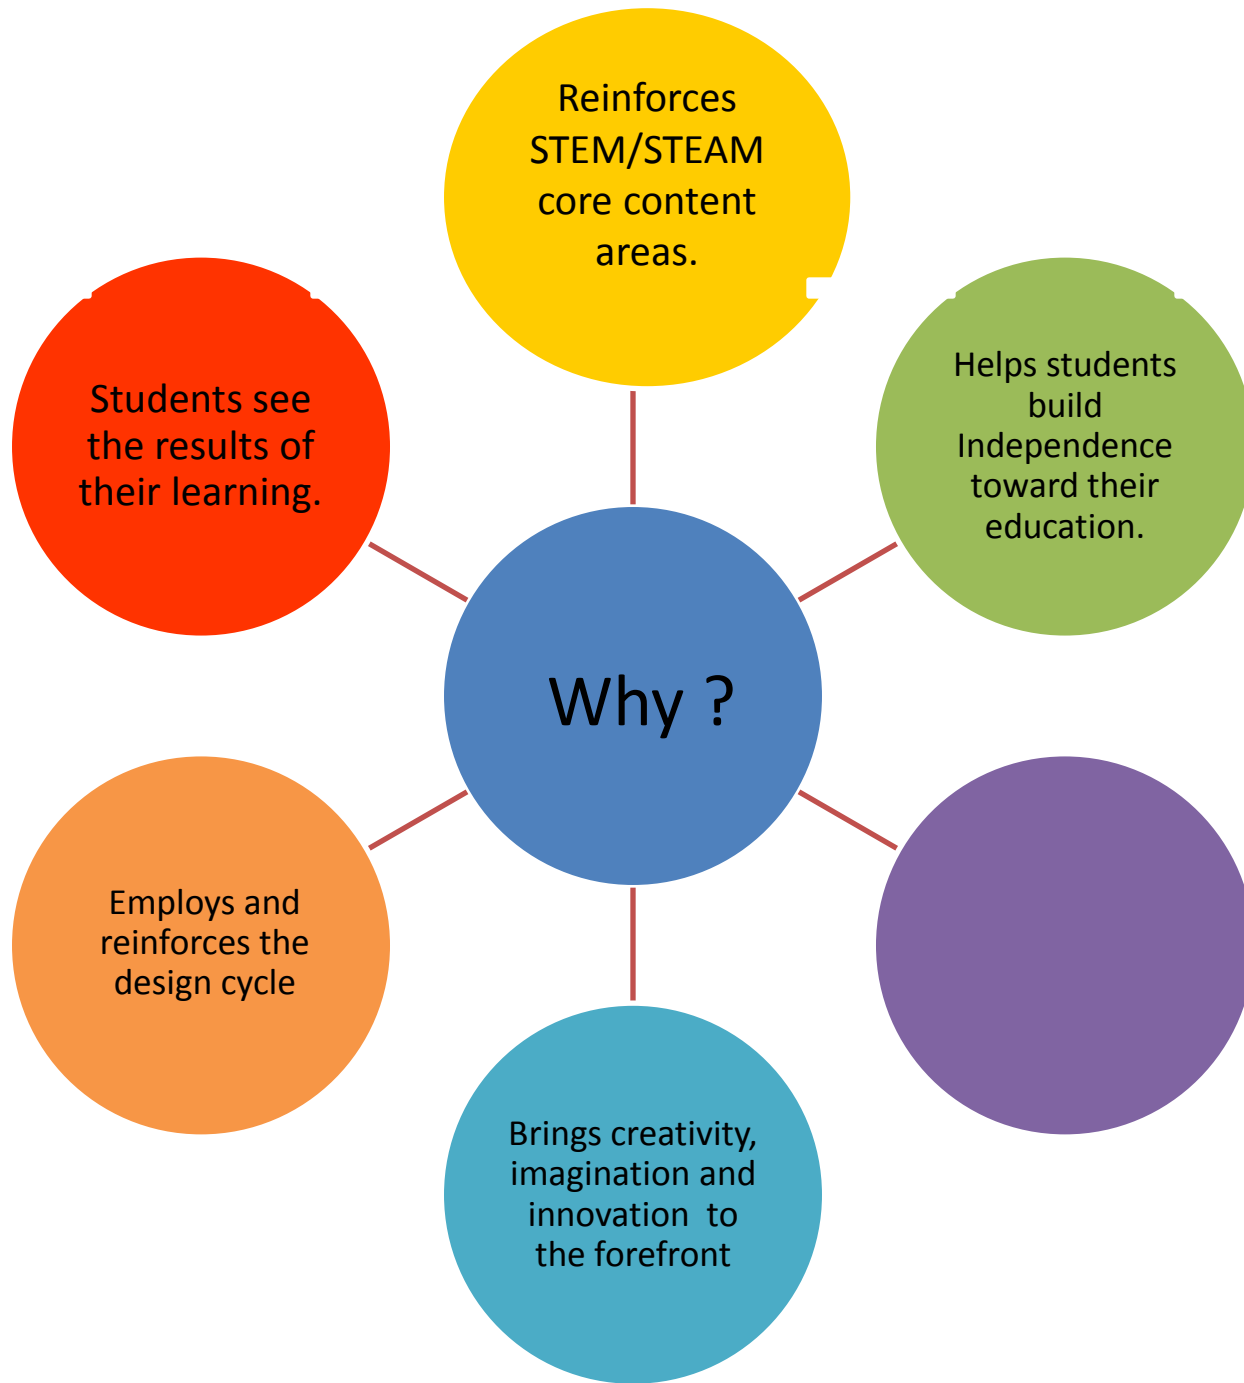 Reinforces
STEM/STEAM
core content
areas.
Students see
the results of
their learning.
Helps students
build
Independence
toward their
education.
Why ?
Employs and
reinforces the
design cycle
Brings creativity,
imagination and
innovation  to
the forefront